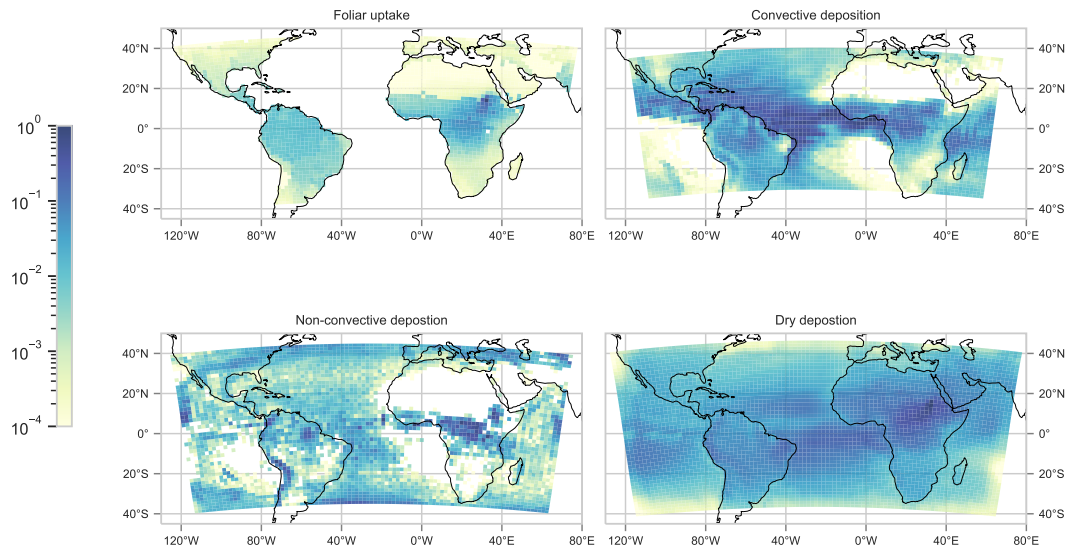 Foliar uptake
Convective deposition
40°N
20°N
0°
20°S
40°S
120°W 80°W 40°W 0°W 40°E 80°E
40°N
20°N
0°
20°S
40°S
120°W 80°W 40°W 0°W 40°E 80°E
10⁰
10⁻¹
10⁻²
10⁻³
10⁻⁴
Non-convective depostion
Dry depostion
40°N
20°N
0°
20°S
40°S
120°W 80°W 40°W 0°W 40°E 80°E
40°N
20°N
0°
20°S
40°S
120°W 80°W 40°W 0°W 40°E 80°E